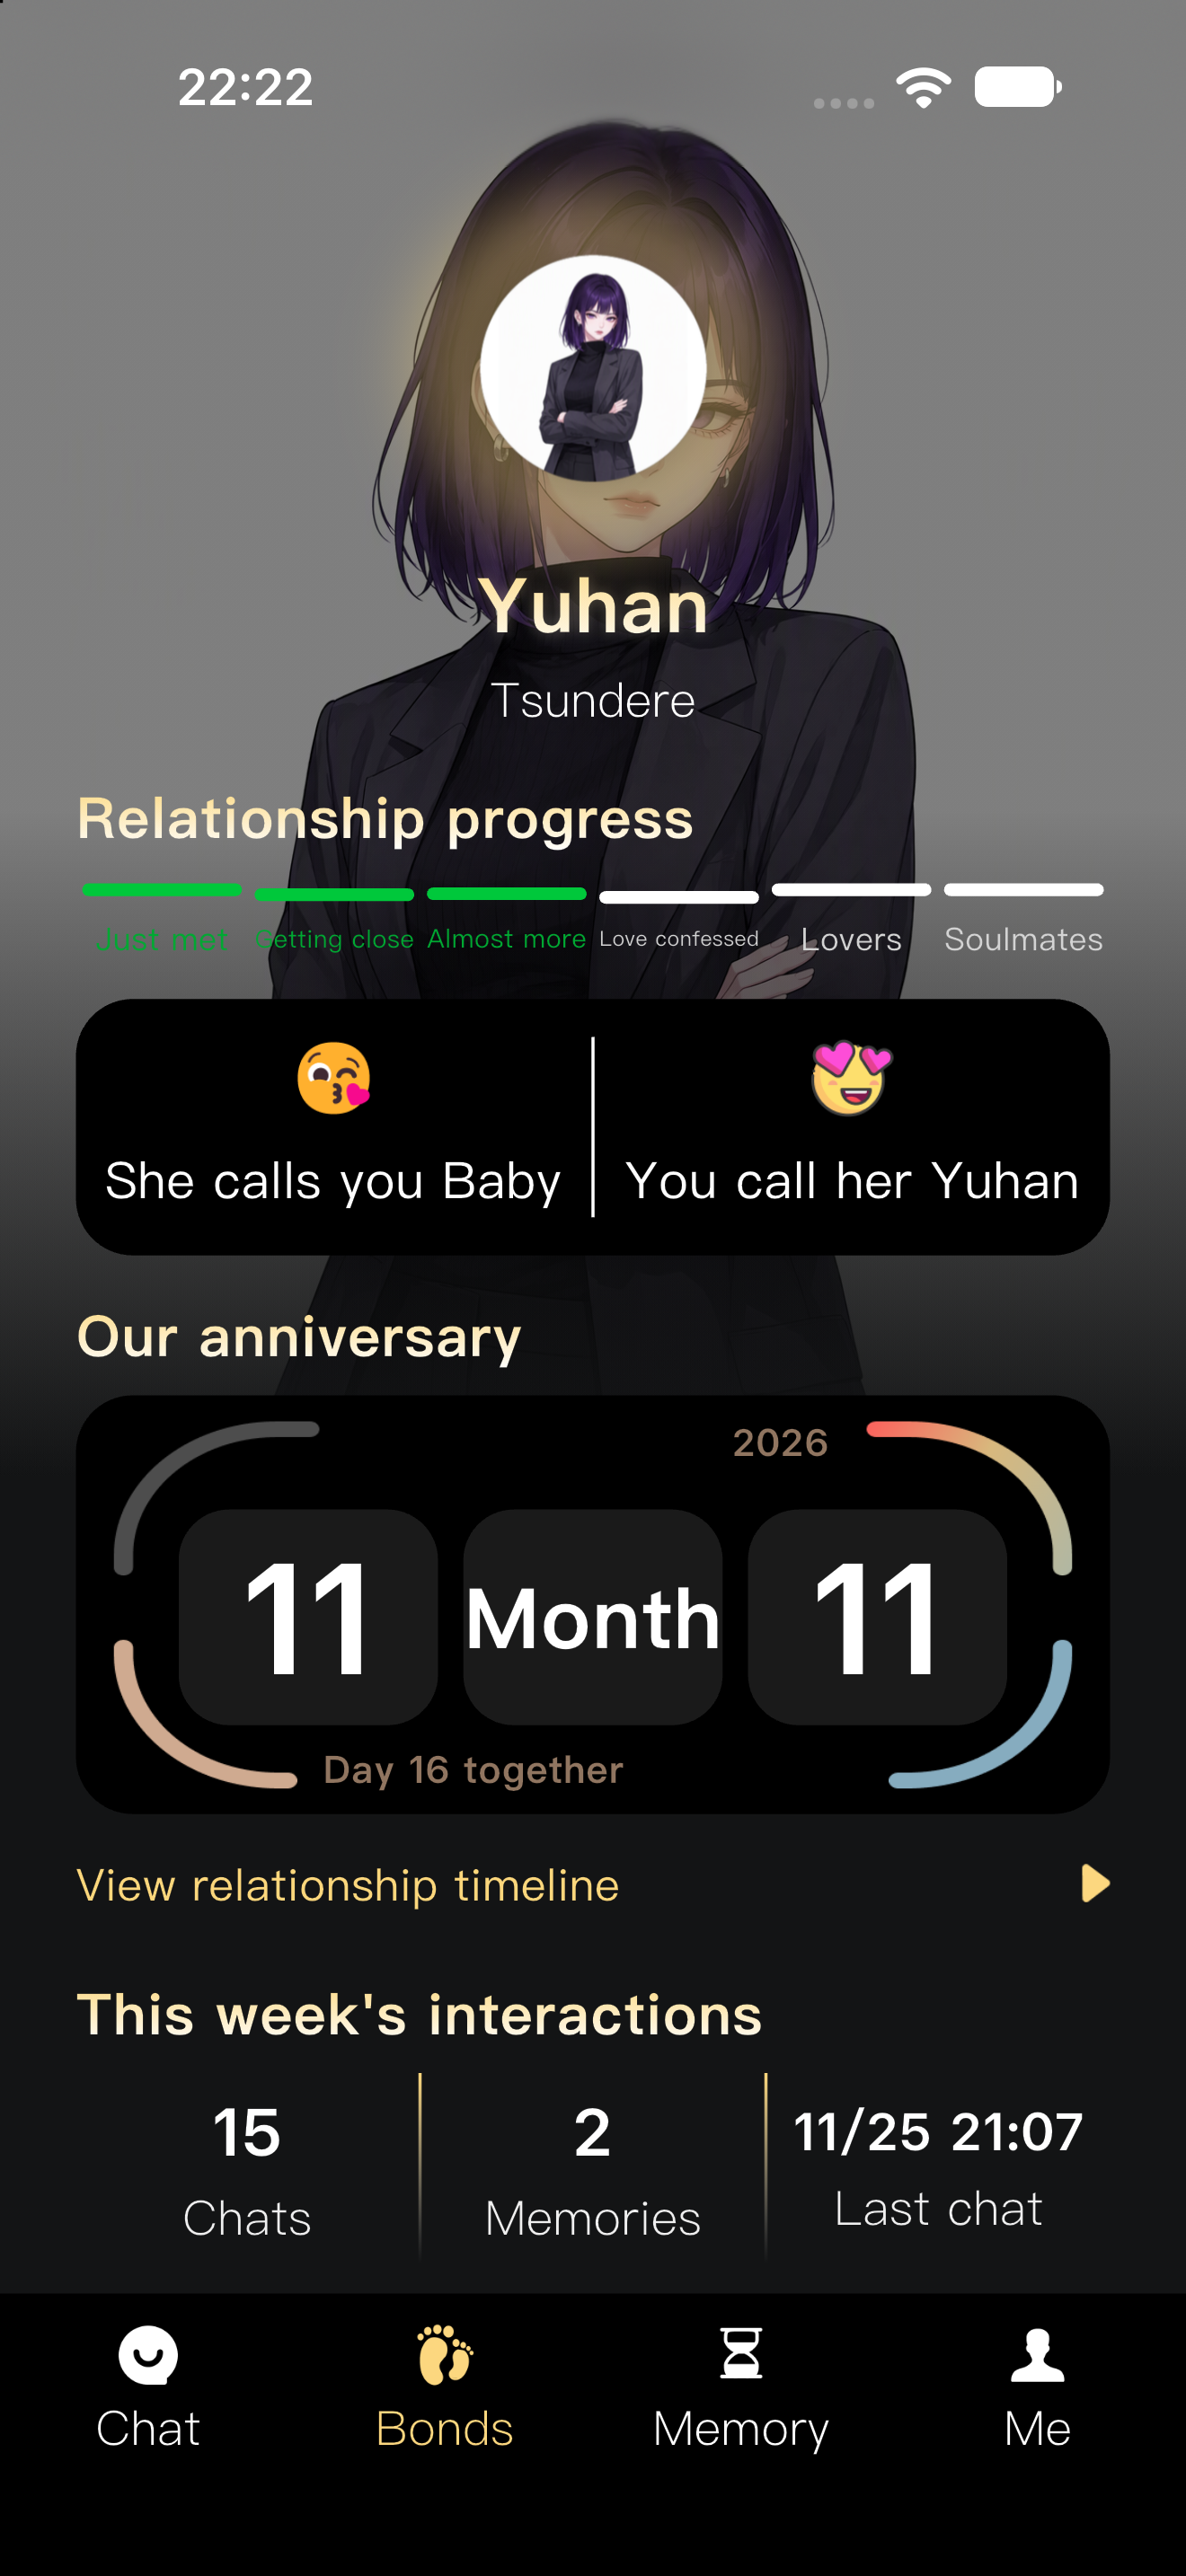 22:22
Yuhan
Tsundere
Relationship progress
Just met Getting close Almost more Love confessed Lovers Soulmates
She calls you Baby You call her Yuhan
Our anniversary
2026
11 Month 11
Day 16 together
View relationship timeline
This week's interactions
15 2 11/25 21:07
Chats Memories Last chat
Chat Bonds Memory Me